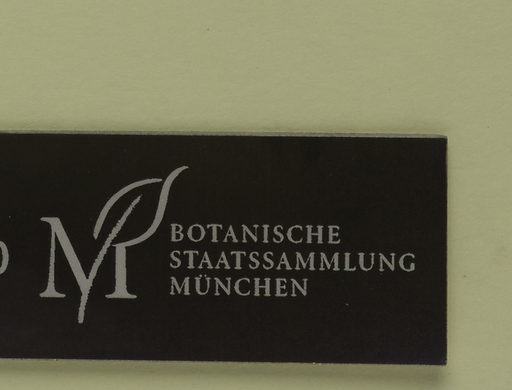 M
BOTANISCHE
STAATSSAMMLUNG
MÜNCHEN